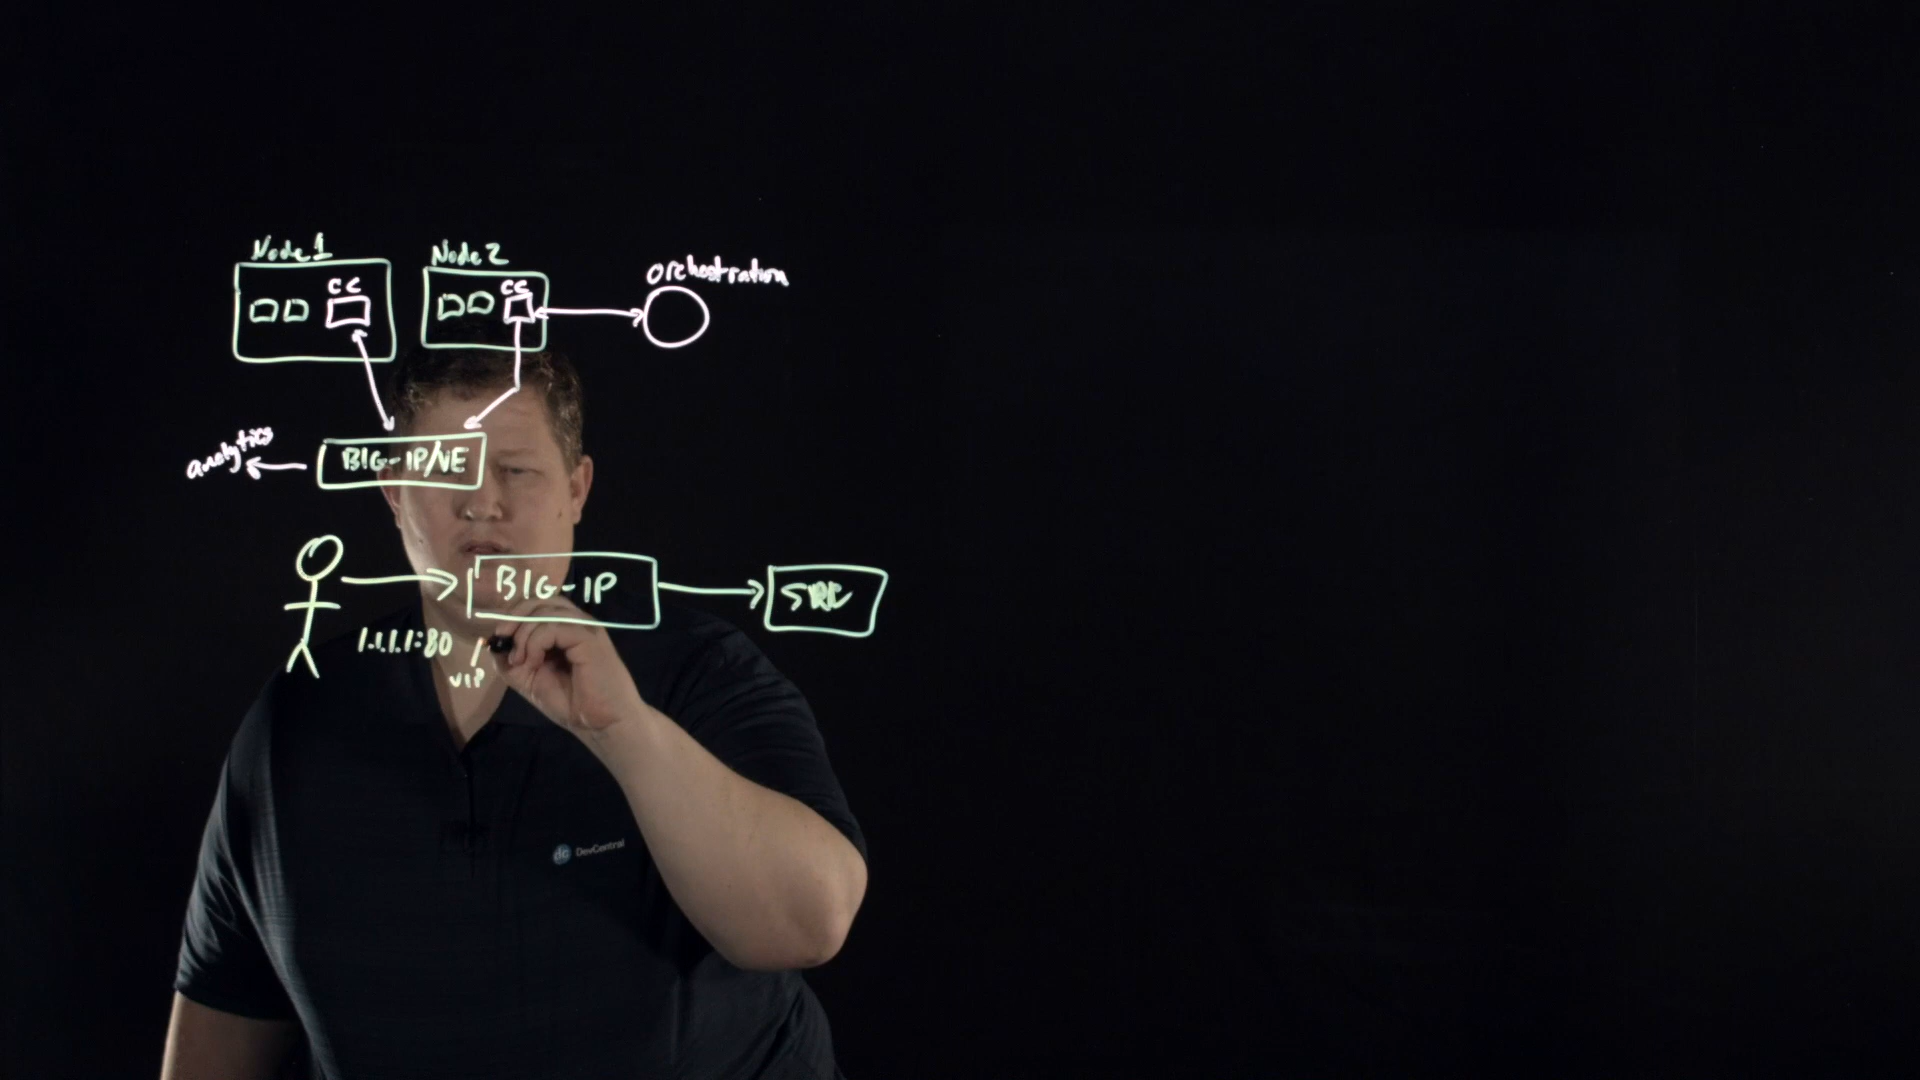 Node 1
Node 2
orchestration
CC
CC
analytics
BIG-IP/VE
BIG-IP
1.1.1.1:80
VIP
dc DevCentral